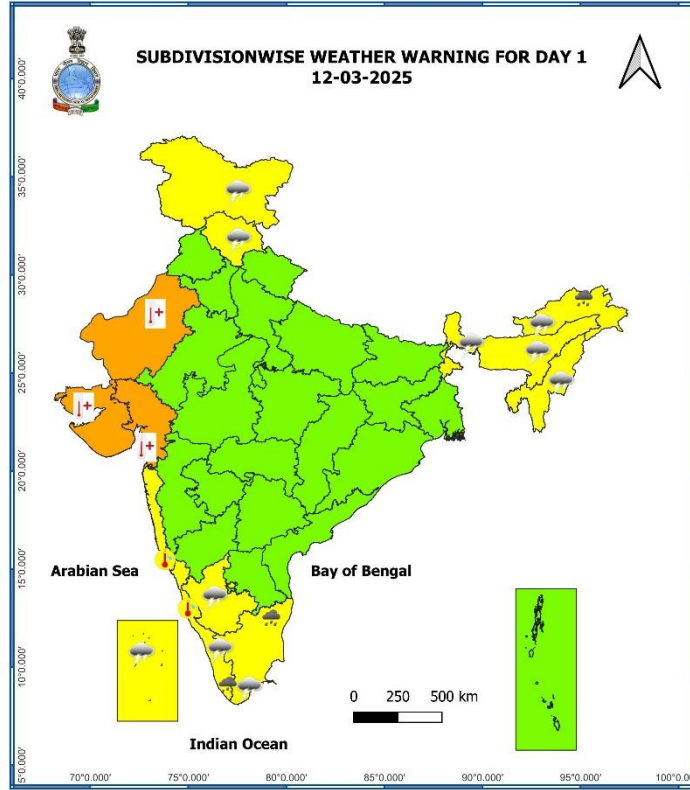 SUBDIVISIONWISE WEATHER WARNING FOR DAY 1
12-03-2025
40°0.000'
35°0.000'
30°0.000'
25°0.000'
20°0.000'
15°0.000'
10°0.000'
5°0.000'
Arabian Sea
Bay of Bengal
0 250 500 km
Indian Ocean
70°0.000' 75°0.000' 80°0.000' 85°0.000' 90°0.000' 95°0.000' 100°0.0